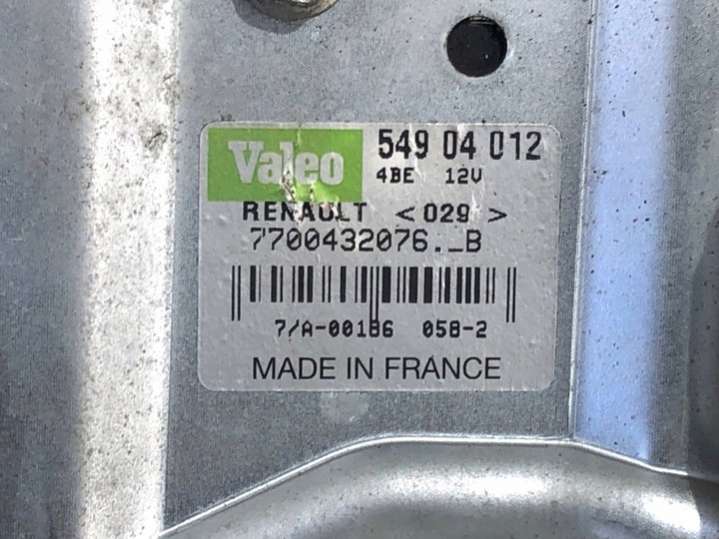 Valeo 549 04 012
4BE 12V
RENAULT <029>
7700432076._B
7/A-00186 058-2
MADE IN FRANCE